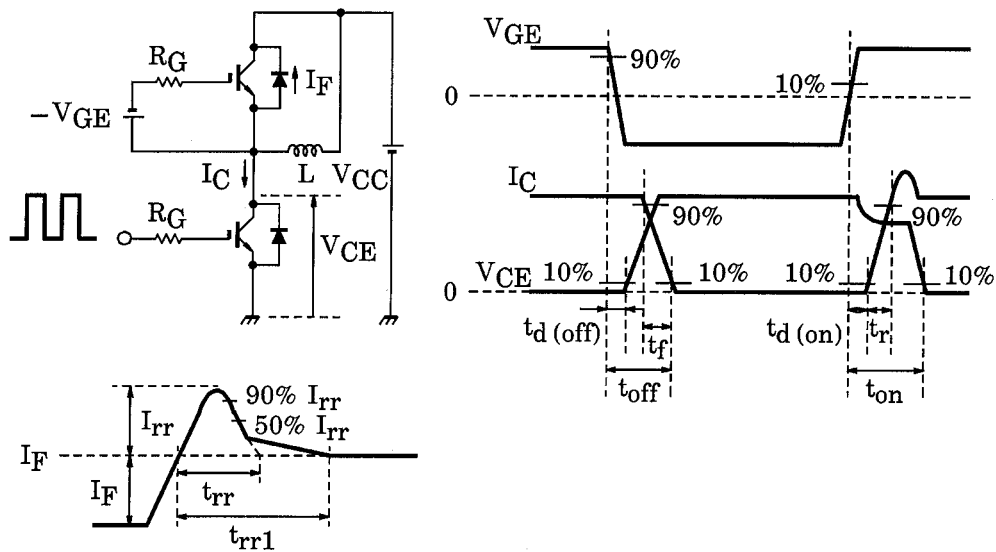 R_G
I_F
−V_GE
I_C
L
V_CC
R_G
V_CE
V_GE
90%
10%
0
I_C
90%
90%
V_CE
10%
10%
10%
10%
0
t_d (off)
t_f
t_d (on)
t_r
t_off
t_on
90% I_rr
I_rr
50% I_rr
I_F
I_F
t_rr
t_rr1